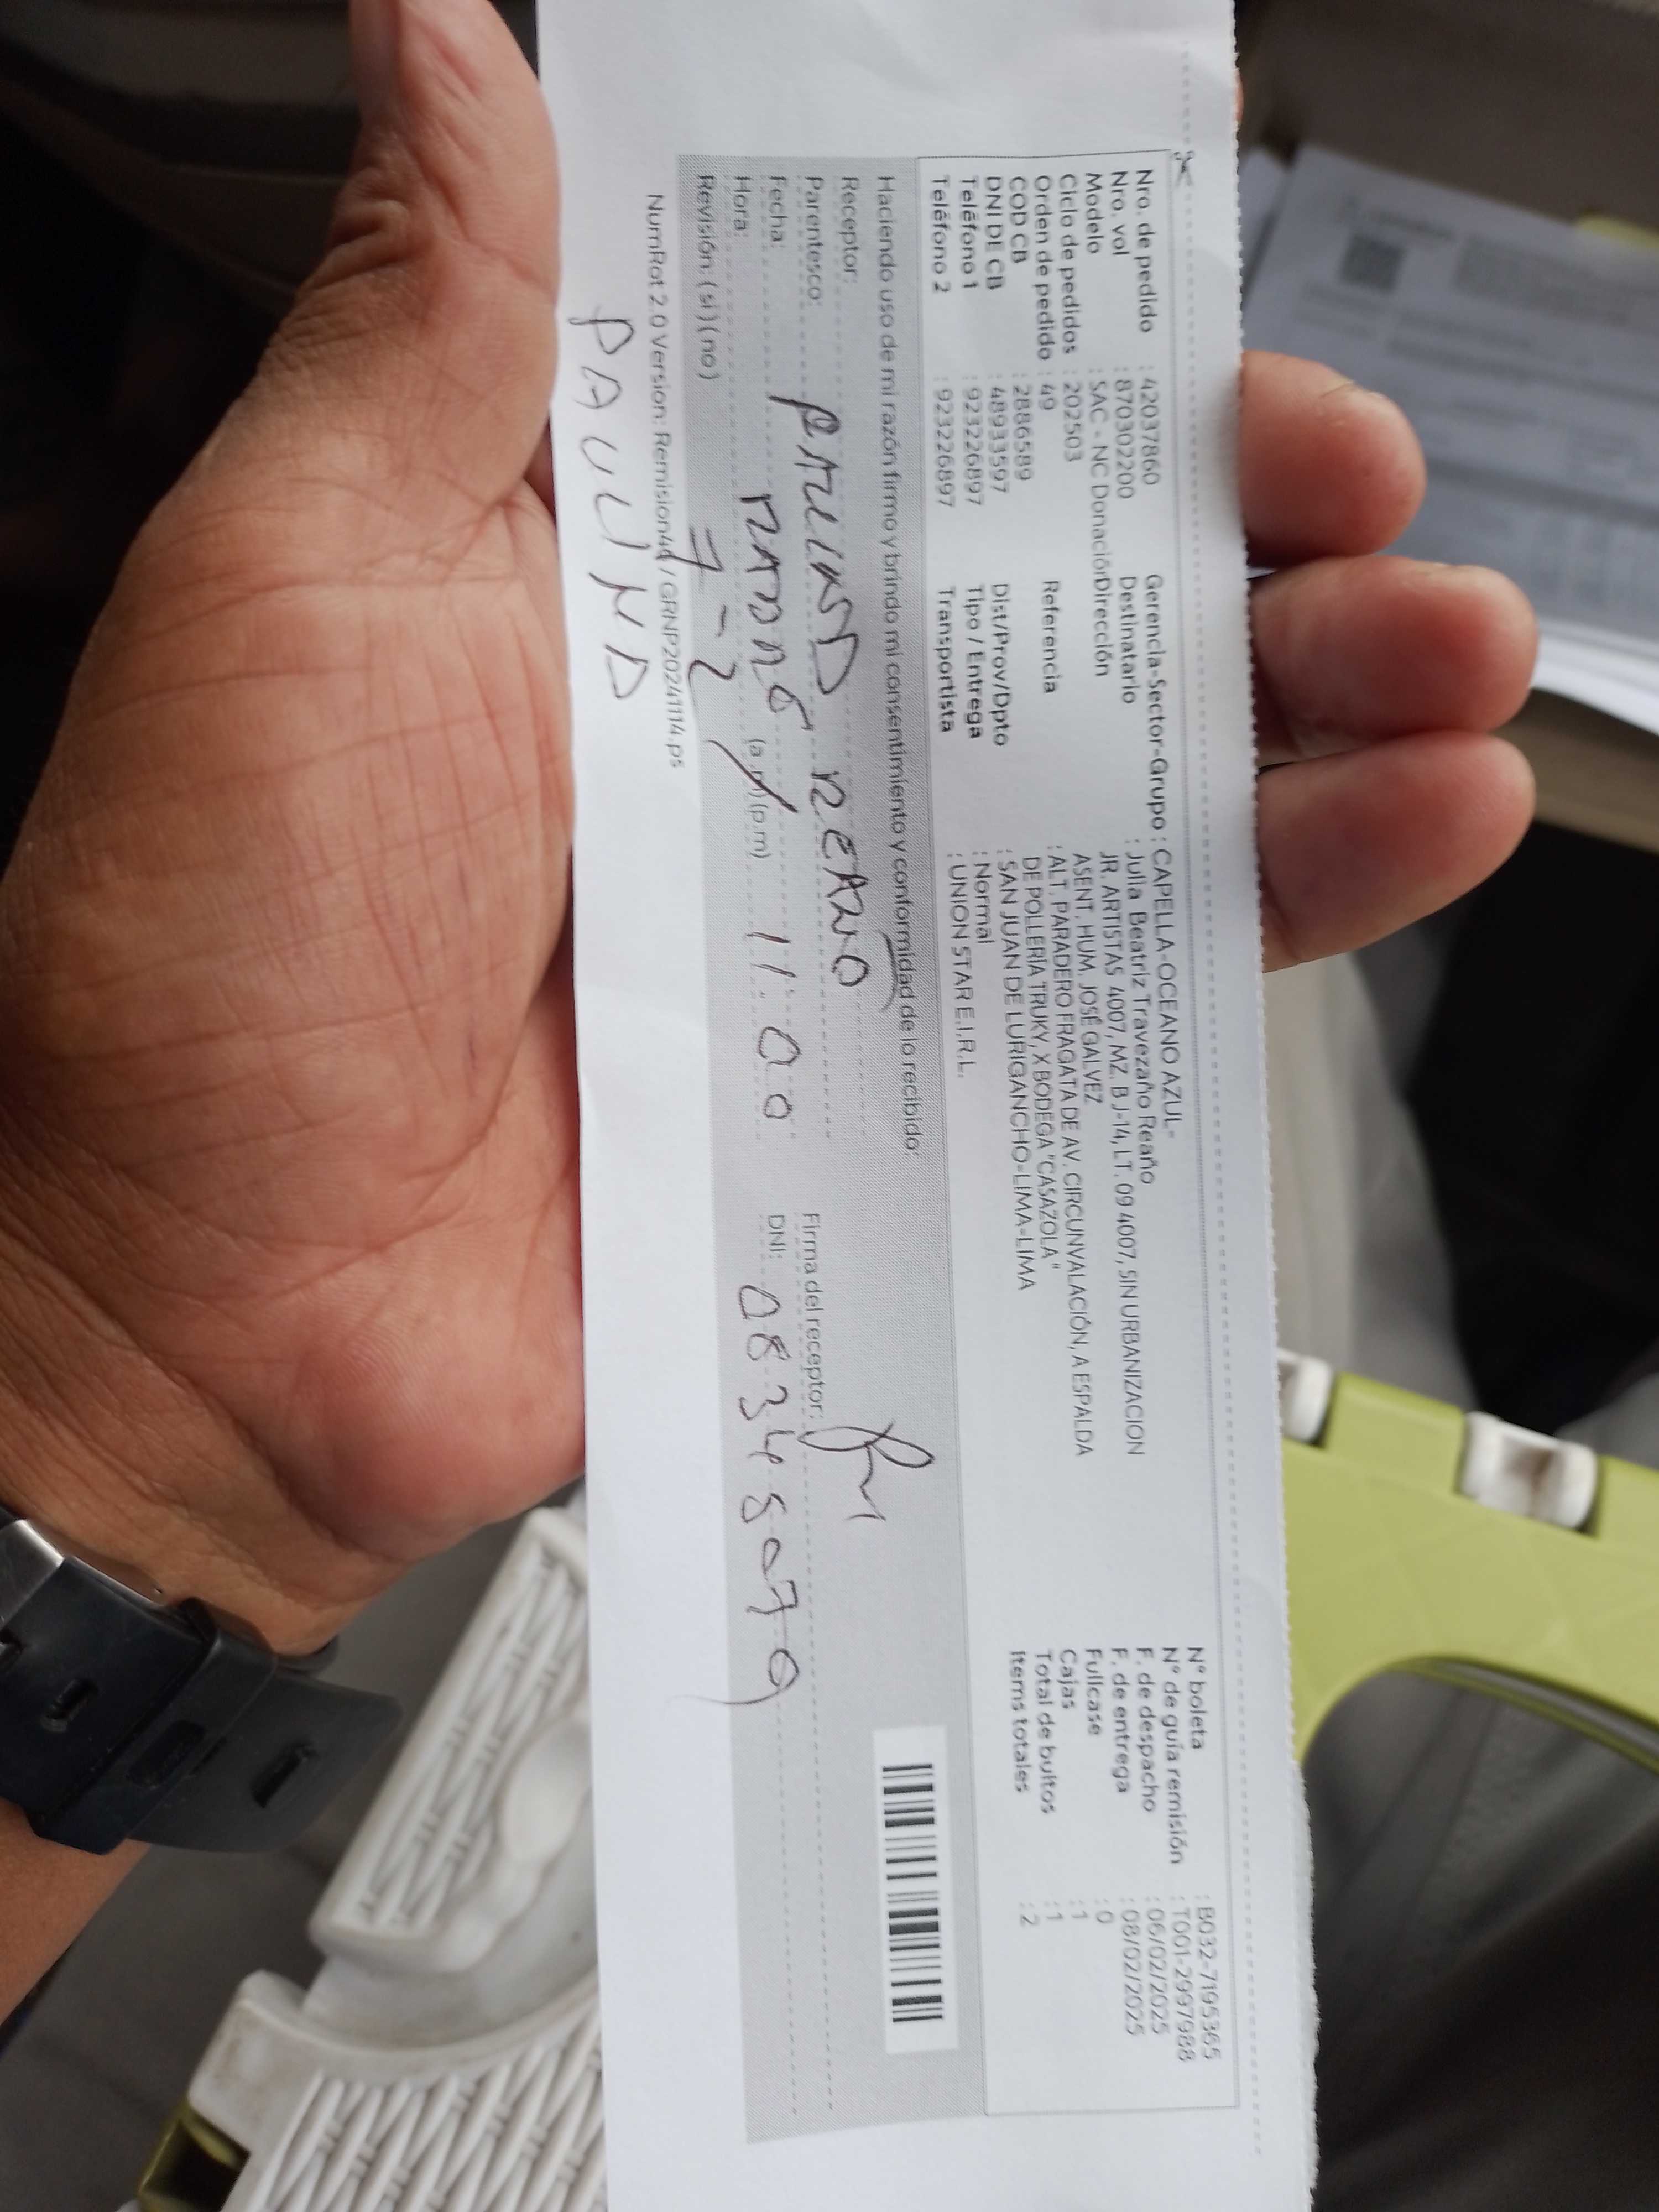 Nro. de pedido : 42037860
Nro. vol : 870302200
Modelo : SAC - NC Donación
Ciclo de pedidos : 202503
Orden de pedido : 49
COD CB : 2886589
DNI DE CB : 48933597
Teléfono 1 : 923226897
Teléfono 2 : 923226897
Gerencia-Sector-Grupo : CAPELLA-OCEANO AZUL-
Destinatario : Julia Beatriz Travezaño Reaño
Dirección JR. ARTISTAS 4007, MZ. B J-14, LT. 09 4007, SIN URBANIZACION
ASENT. HUM. JOSÉ GALVEZ
Referencia : ALT. PARADERO FRAGATA DE AV. CIRCUNVALACIÓN, A ESPALDA
DE POLLERÍA TRUKY, X BODEGA "CASAZOLA"
Dist/Prov/Dpto : SAN JUAN DE LURIGANCHO-LIMA-LIMA
Tipo / Entrega : Normal
Transportista : UNION STAR E.I.R.L.
N° boleta : B032-7195365
N° de guía remisión : T001-2997988
F. de despacho : 06/02/2025
F. de entrega : 08/02/2025
Fullcase : 0
Cajas : 1
Total de bultos : 1
Items totales : 2
Haciendo uso de mi razón firmo y brindo mi consentimiento y conformidad de lo recibido:
Receptor: PAULINO REAÑO
Parentesco:
Fecha: 7-2
Hora: (a.m) (p.m) 11:00
Revisión: (si) (no)
Firma del receptor:
DNI: 08345079
NumRot 2.0 Version: Remision4d / GRNP20241114.ps
PAULINO